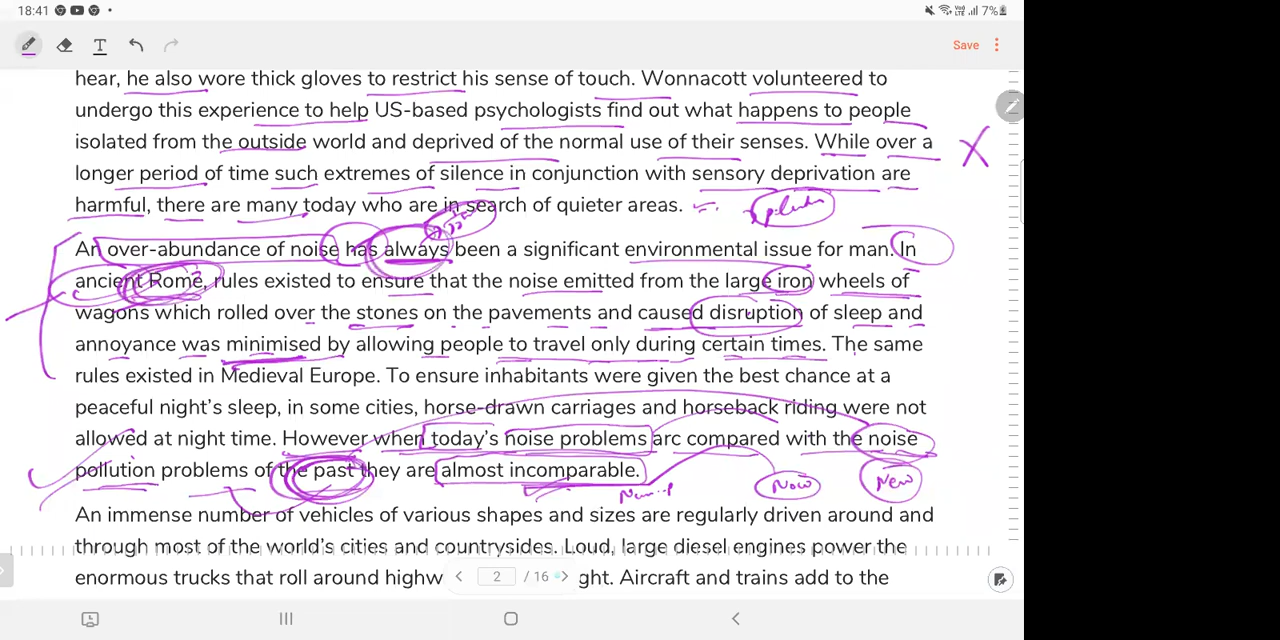 18:41 7%
T Save
hear, he also wore thick gloves to restrict his sense of touch. Wonnacott volunteered to
undergo this experience to help US-based psychologists find out what happens to people
isolated from the outside world and deprived of the normal use of their senses. While over a
longer period of time such extremes of silence in conjunction with sensory deprivation are
harmful, there are many today who are in search of quieter areas.
An over-abundance of noise has always been a significant environmental issue for man. In
ancient Rome, rules existed to ensure that the noise emitted from the large iron wheels of
wagons which rolled over the stones on the pavements and caused disruption of sleep and
annoyance was minimised by allowing people to travel only during certain times. The same
rules existed in Medieval Europe. To ensure inhabitants were given the best chance at a
peaceful night's sleep, in some cities, horse-drawn carriages and horseback riding were not
allowed at night time. However when today's noise problems are compared with the noise
pollution problems of the past they are almost incomparable.
Now New
An immense number of vehicles of various shapes and sizes are regularly driven around and
through most of the world's cities and countrysides. Loud, large diesel engines power the
enormous trucks that roll around highw 2 / 16 ght. Aircraft and trains add to the